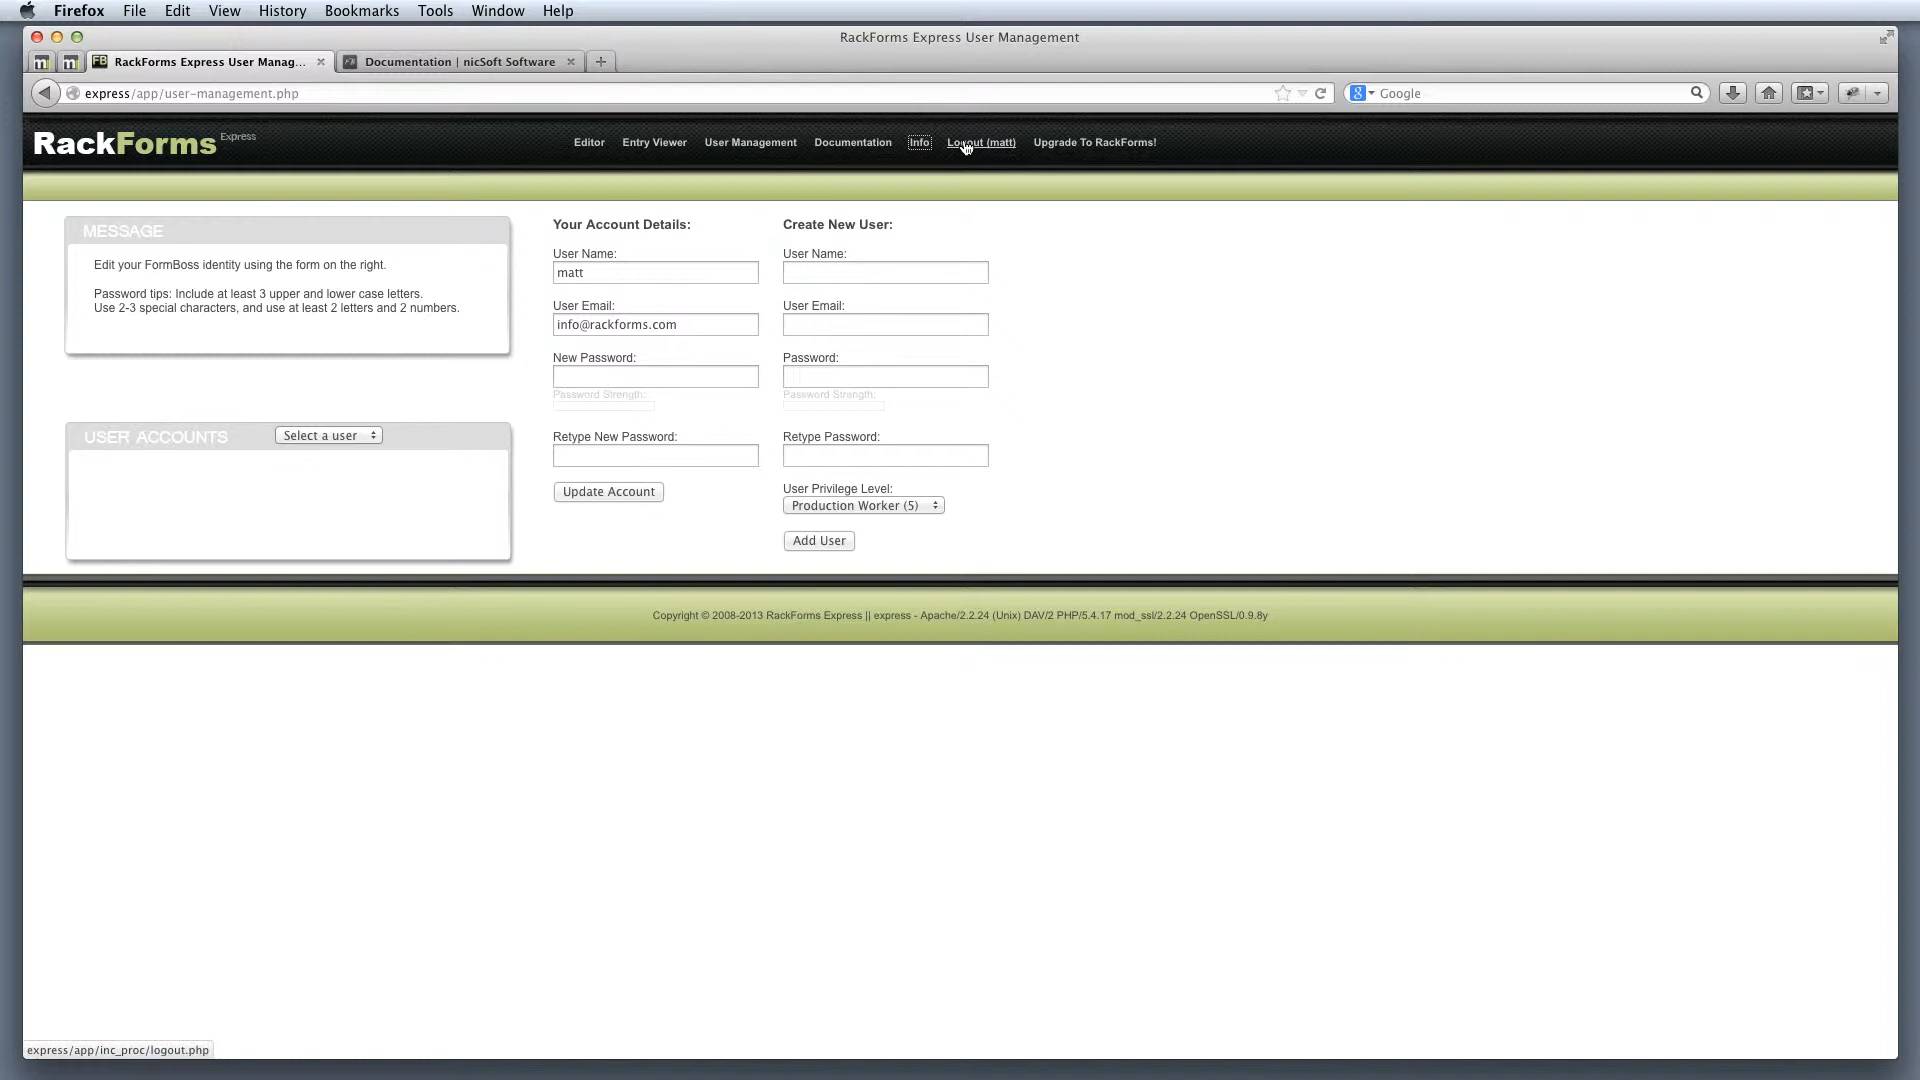 Firefox File Edit View History Bookmarks Tools Window Help
RackForms Express User Management
RackForms Express User Manag...
Documentation | nicSoft Software
express/app/user-management.php
Google
RackForms Express
Editor Entry Viewer User Management Documentation Info Logout (matt) Upgrade To RackForms!
MESSAGE
Edit your FormBoss identity using the form on the right.
Password tips: Include at least 3 upper and lower case letters.
Use 2-3 special characters, and use at least 2 letters and 2 numbers.
USER ACCOUNTS
Select a user
Your Account Details:
User Name:
matt
User Email:
info@rackforms.com
New Password:
Password Strength:
Retype New Password:
Update Account
Create New User:
User Name:
User Email:
Password:
Password Strength:
Retype Password:
User Privilege Level:
Production Worker (5)
Add User
Copyright © 2008-2013 RackForms Express || express - Apache/2.2.24 (Unix) DAV/2 PHP/5.4.17 mod_ssl/2.2.24 OpenSSL/0.9.8y
express/app/inc_proc/logout.php